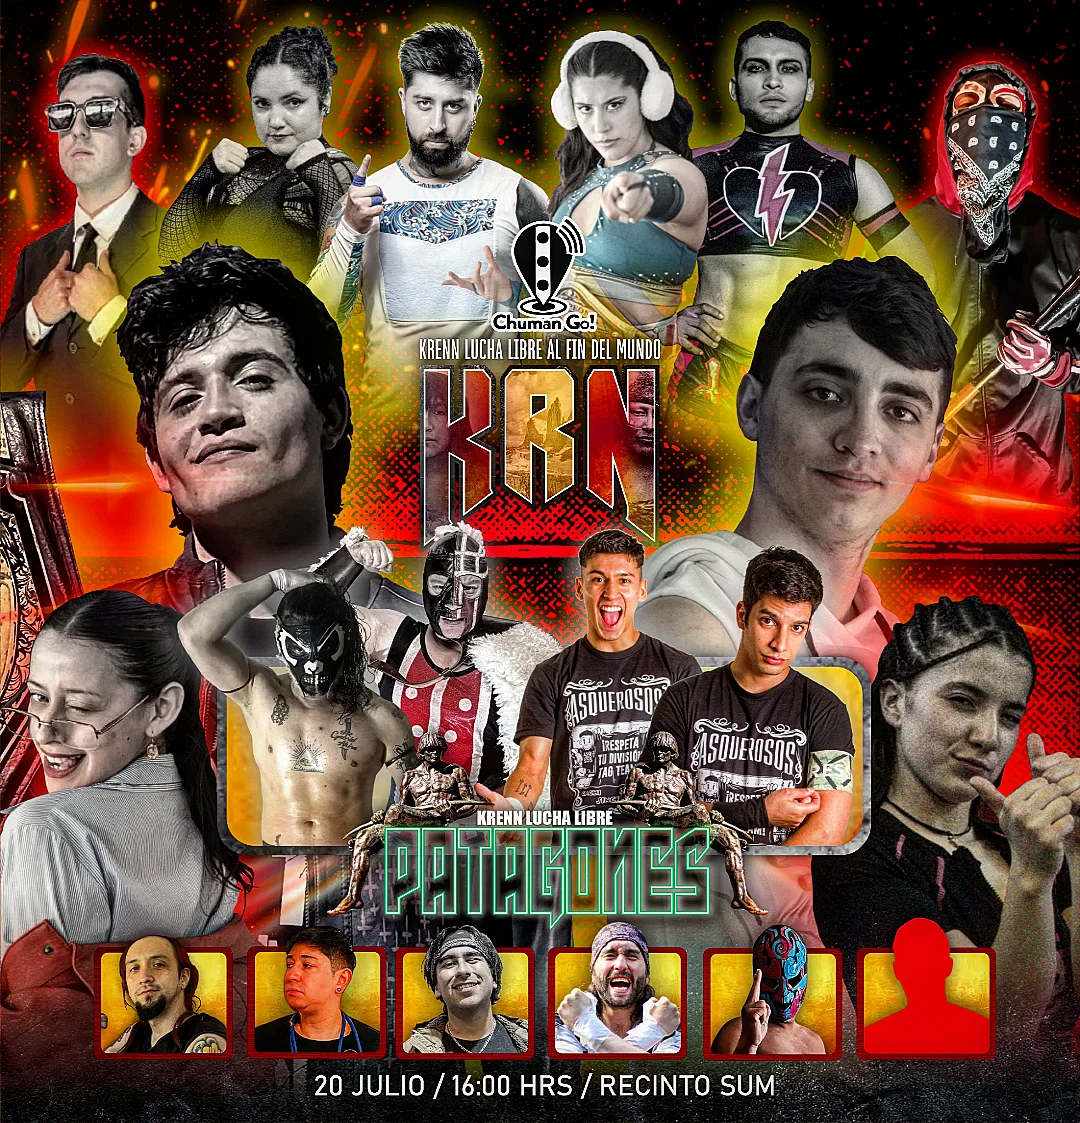 Chuman Go!
KRENN LUCHA LIBRE AL FIN DEL MUNDO
KRN
ASQUEROSOS
¡RESPETA
TU DIVISIÓN
TAG TEAM
ASQUEROSOS
¡RESPETA
KRENN LUCHA LIBRE
PATAGONES
20 JULIO / 16:00 HRS / RECINTO SUM